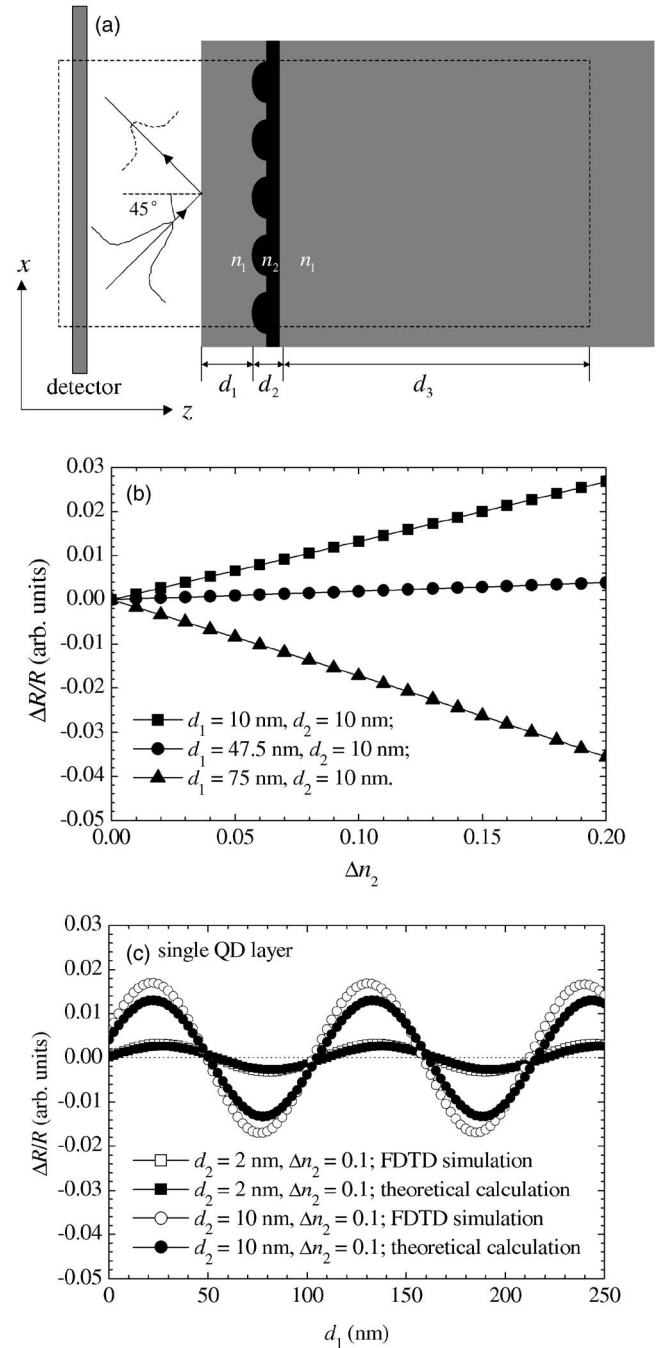 (a)
45°
n₁ n₂ n₁
x
detector
z
d₁ d₂ d₃
(b)
0.03
0.02
0.01
0.00
-0.01
-0.02
-0.03
-0.04
-0.05
ΔR/R (arb. units)
d₁ = 10 nm, d₂ = 10 nm;
d₁ = 47.5 nm, d₂ = 10 nm;
d₁ = 75 nm, d₂ = 10 nm.
0.00 0.05 0.10 0.15 0.20
Δn₂
(c) single QD layer
0.03
0.02
0.01
0.00
-0.01
-0.02
-0.03
-0.04
-0.05
ΔR/R (arb. units)
d₂ = 2 nm, Δn₂ = 0.1; FDTD simulation
d₂ = 2 nm, Δn₂ = 0.1; theoretical calculation
d₂ = 10 nm, Δn₂ = 0.1; FDTD simulation
d₂ = 10 nm, Δn₂ = 0.1; theoretical calculation
0 50 100 150 200 250
d₁ (nm)